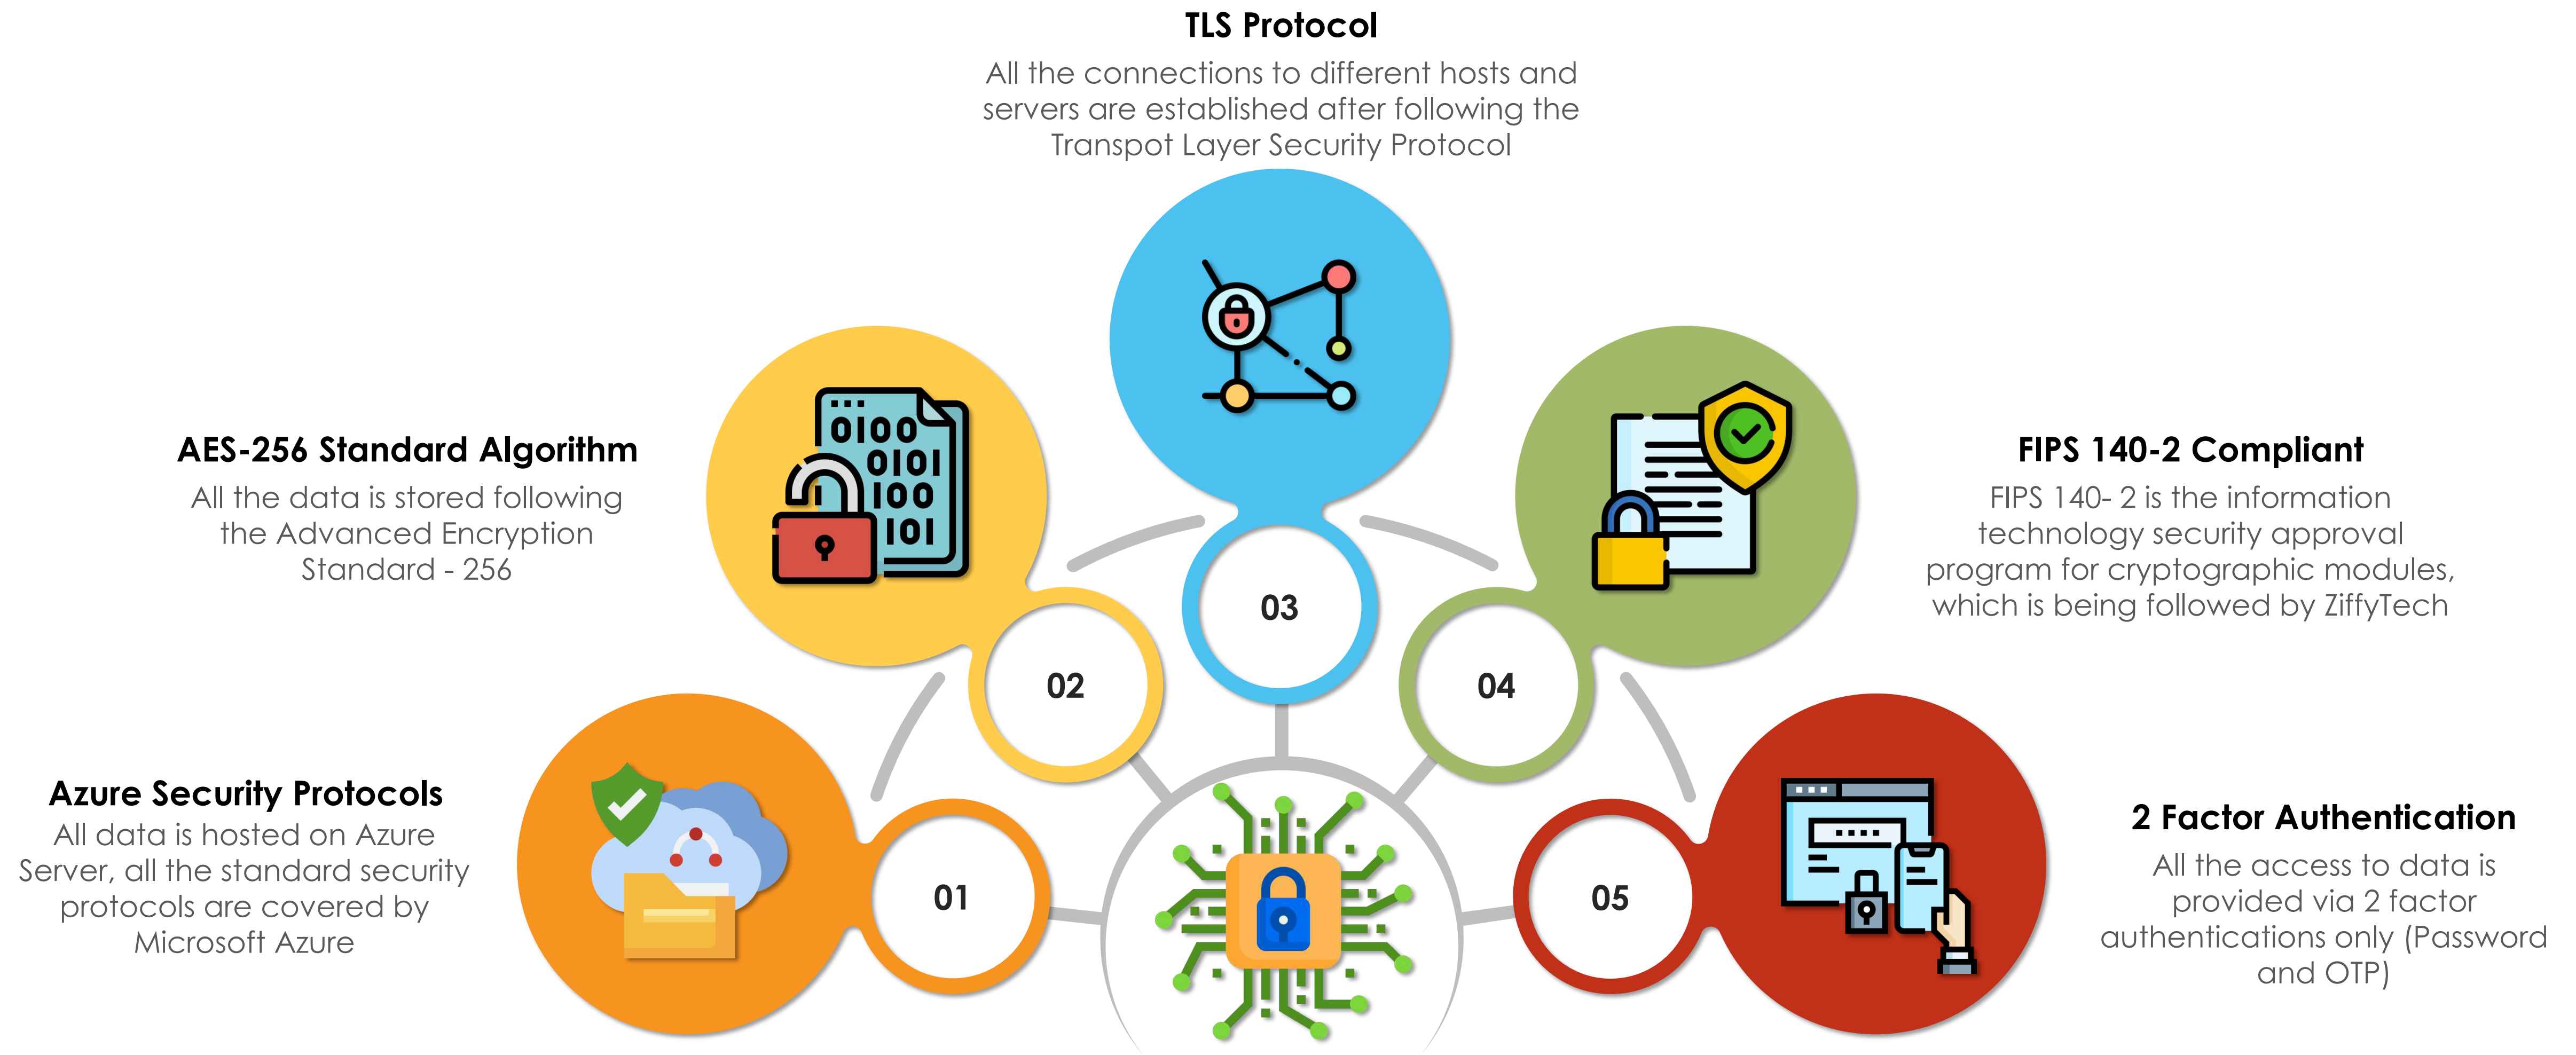 TLS Protocol
All the connections to different hosts and
servers are established after following the
Transpot Layer Security Protocol
AES-256 Standard Algorithm
All the data is stored following
the Advanced Encryption
Standard - 256
0100
0101
100
101
FIPS 140-2 Compliant
FIPS 140- 2 is the information
technology security approval
program for cryptographic modules,
which is being followed by ZiffyTech
03
02
04
Azure Security Protocols
All data is hosted on Azure
Server, all the standard security
protocols are covered by
Microsoft Azure
01
05
2 Factor Authentication
All the access to data is
provided via 2 factor
authentications only (Password
and OTP)